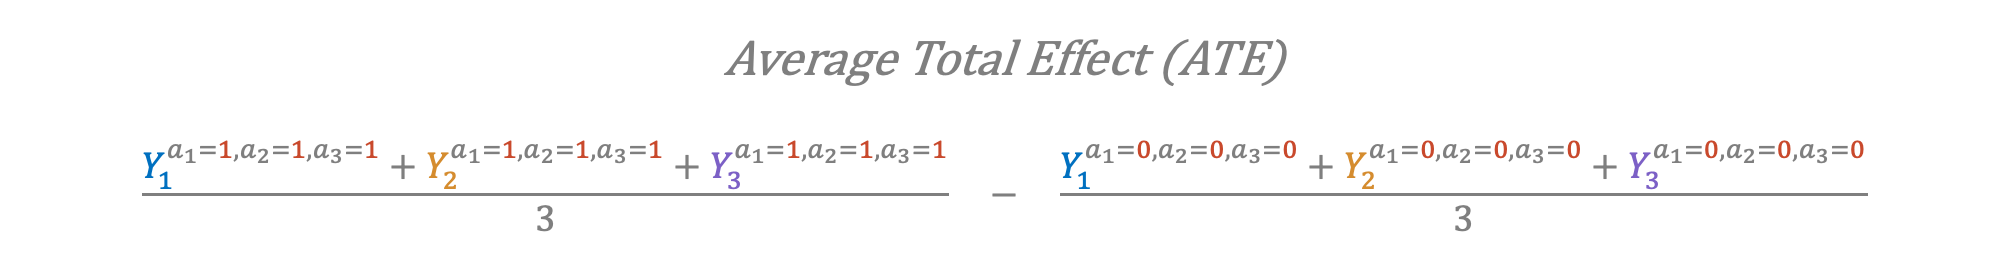 Average Total Effect (ATE)
Y₁^{a₁=1,a₂=1,a₃=1} + Y₂^{a₁=1,a₂=1,a₃=1} + Y₃^{a₁=1,a₂=1,a₃=1} / 3 − Y₁^{a₁=0,a₂=0,a₃=0} + Y₂^{a₁=0,a₂=0,a₃=0} + Y₃^{a₁=0,a₂=0,a₃=0} / 3